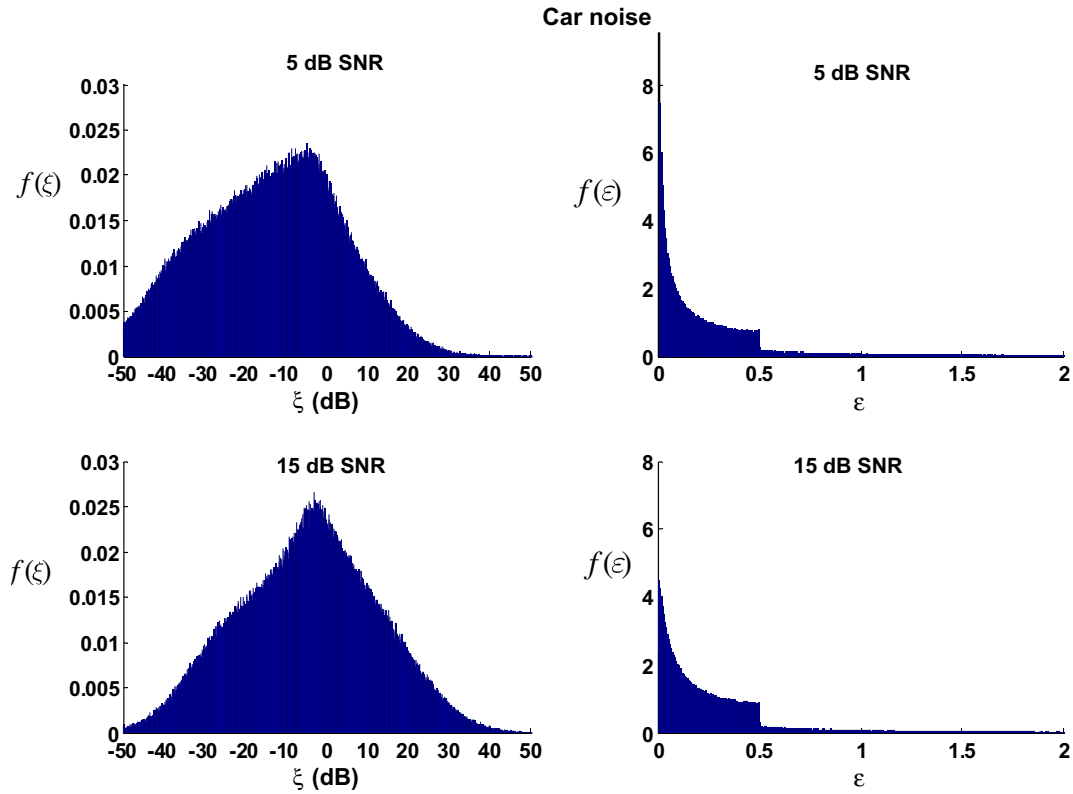 Car noise
5 dB SNR
0.03
0.025
0.02
0.015
0.01
0.005
0
f(ξ)
-50 -40 -30 -20 -10 0 10 20 30 40 50
ξ (dB)
5 dB SNR
8
6
4
2
0
f(ε)
0 0.5 1 1.5 2
ε
15 dB SNR
0.03
0.025
0.02
0.015
0.01
0.005
0
f(ξ)
-50 -40 -30 -20 -10 0 10 20 30 40 50
ξ (dB)
15 dB SNR
8
6
4
2
0
f(ε)
0 0.5 1 1.5 2
ε